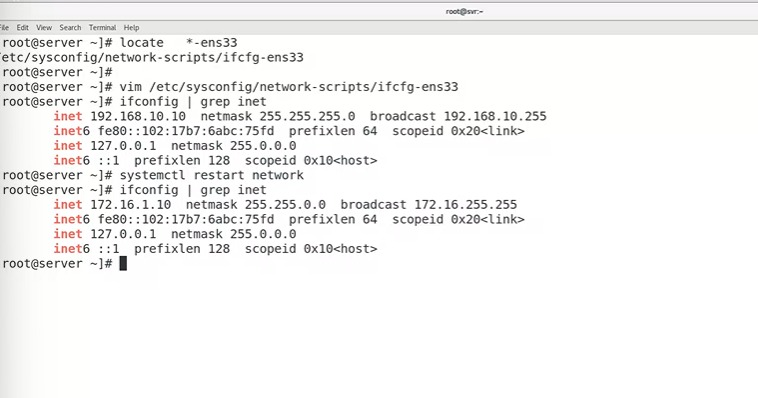 root@svr:~
File Edit View Search Terminal Help
root@server ~]# locate *-ens33
/etc/sysconfig/network-scripts/ifcfg-ens33
root@server ~]#
root@server ~]# vim /etc/sysconfig/network-scripts/ifcfg-ens33
root@server ~]# ifconfig | grep inet
inet 192.168.10.10 netmask 255.255.255.0 broadcast 192.168.10.255
inet6 fe80::102:17b7:6abc:75fd prefixlen 64 scopeid 0x20<link>
inet 127.0.0.1 netmask 255.0.0.0
inet6 ::1 prefixlen 128 scopeid 0x10<host>
root@server ~]# systemctl restart network
root@server ~]# ifconfig | grep inet
inet 172.16.1.10 netmask 255.255.0.0 broadcast 172.16.255.255
inet6 fe80::102:17b7:6abc:75fd prefixlen 64 scopeid 0x20<link>
inet 127.0.0.1 netmask 255.0.0.0
inet6 ::1 prefixlen 128 scopeid 0x10<host>
root@server ~]#